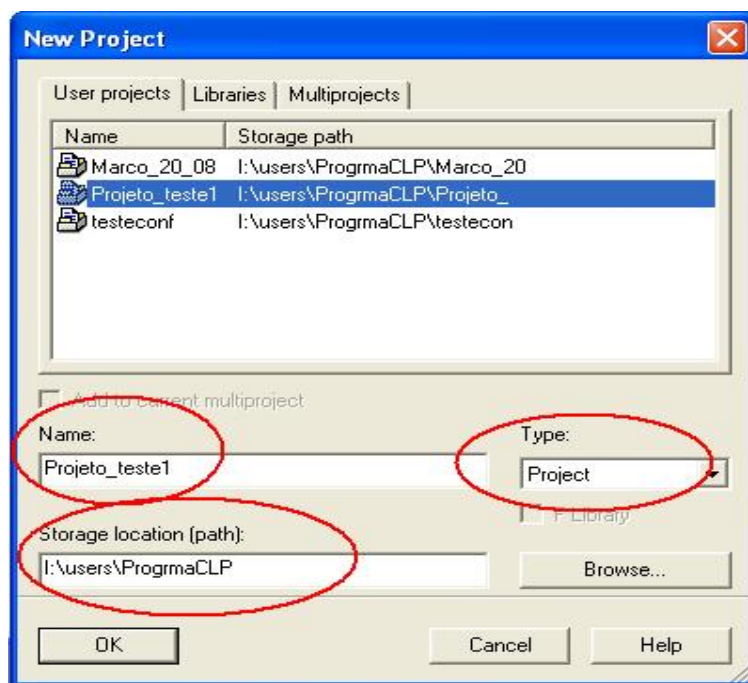 New Project
User projects Libraries Multiprojects
Name Storage path
Marco_20_08 I:\users\ProgrmaCLP\Marco_20
Projeto_teste1 I:\users\ProgrmaCLP\Projeto_
testeconf I:\users\ProgrmaCLP\testecon
Add to current multiproject
Name: Type:
Projeto_teste1 Project
F Library
Storage location (path):
I:\users\ProgrmaCLP Browse...
OK Cancel Help